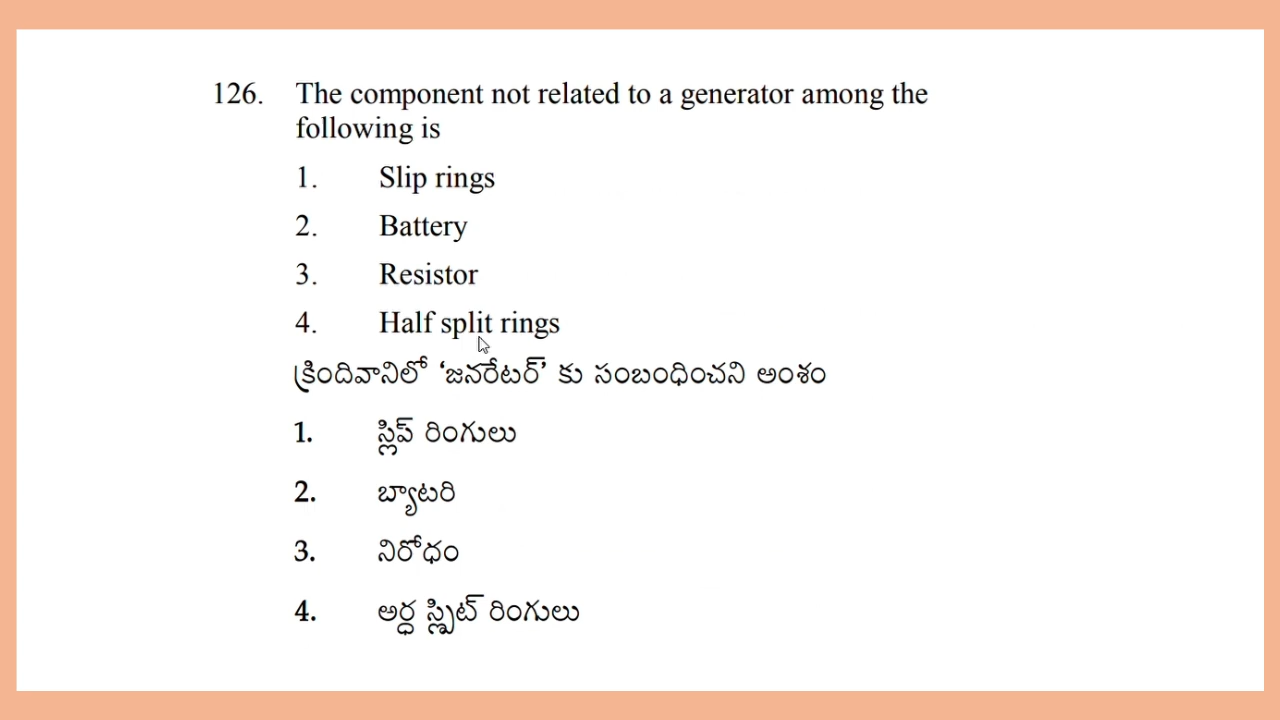 126. The component not related to a generator among the
following is
1. Slip rings
2. Battery
3. Resistor
4. Half split rings
క్రిందివానిలో ‘జనరేటర్’ కు సంబంధించని అంశం
1. స్లిప్ రింగులు
2. బ్యాటరి
3. నిరోధం
4. అర్ధ స్ప్లిట్ రింగులు